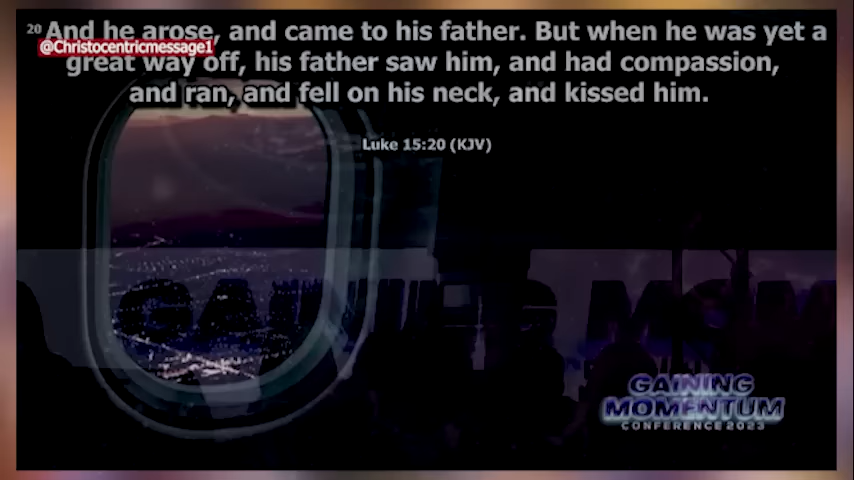 20 And he arose, and came to his father. But when he was yet a
@Christocentricmessage1
great way off, his father saw him, and had compassion,
and ran, and fell on his neck, and kissed him.
Luke 15:20 (KJV)
GAINING
MOMENTUM
CONFERENCE 2023